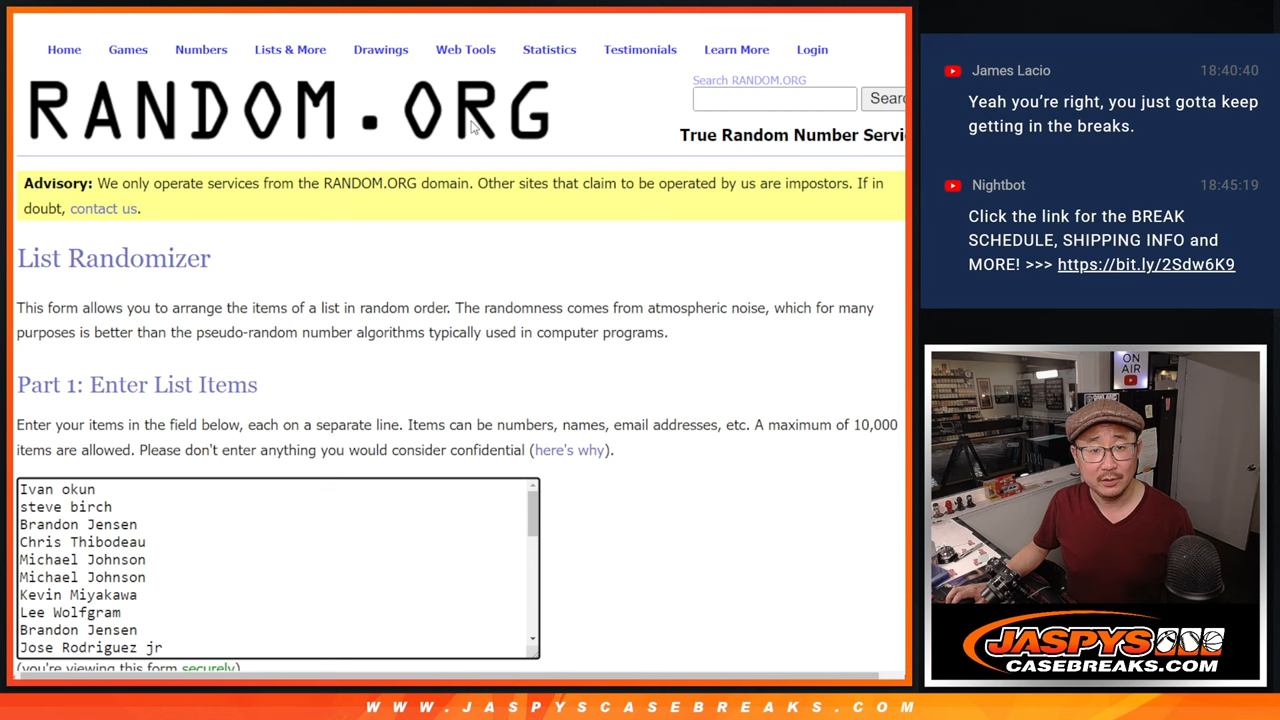 Home Games Numbers Lists & More Drawings Web Tools Statistics Testimonials Learn More Login
RANDOM.ORG
Search RANDOM.ORG
Searc
True Random Number Servi
Advisory: We only operate services from the RANDOM.ORG domain. Other sites that claim to be operated by us are impostors. If in
doubt, contact us.
List Randomizer
This form allows you to arrange the items of a list in random order. The randomness comes from atmospheric noise, which for many
purposes is better than the pseudo-random number algorithms typically used in computer programs.
Part 1: Enter List Items
Enter your items in the field below, each on a separate line. Items can be numbers, names, email addresses, etc. A maximum of 10,000
items are allowed. Please don't enter anything you would consider confidential (here's why).
Ivan okun
steve birch
Brandon Jensen
Chris Thibodeau
Michael Johnson
Michael Johnson
Kevin Miyakawa
Lee Wolfgram
Brandon Jensen
Jose Rodriguez jr
(you're viewing this form securely)
James Lacio 18:40:40
Yeah you're right, you just gotta keep
getting in the breaks.
Nightbot 18:45:19
Click the link for the BREAK
SCHEDULE, SHIPPING INFO and
MORE! >>> https://bit.ly/2Sdw6K9
ON
AIR
JASPYS
CASEBREAKS.COM
WWW.JASPYSCASEBREAKS.COM